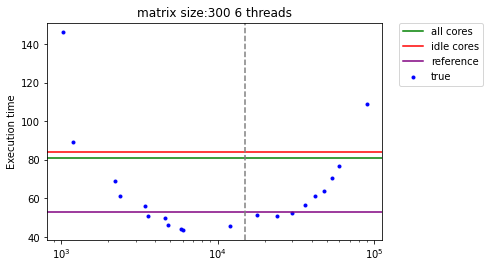 matrix size:300 6 threads
all cores
idle cores
reference
true
Execution time
140
120
100
80
60
40
10³
10⁴
10⁵